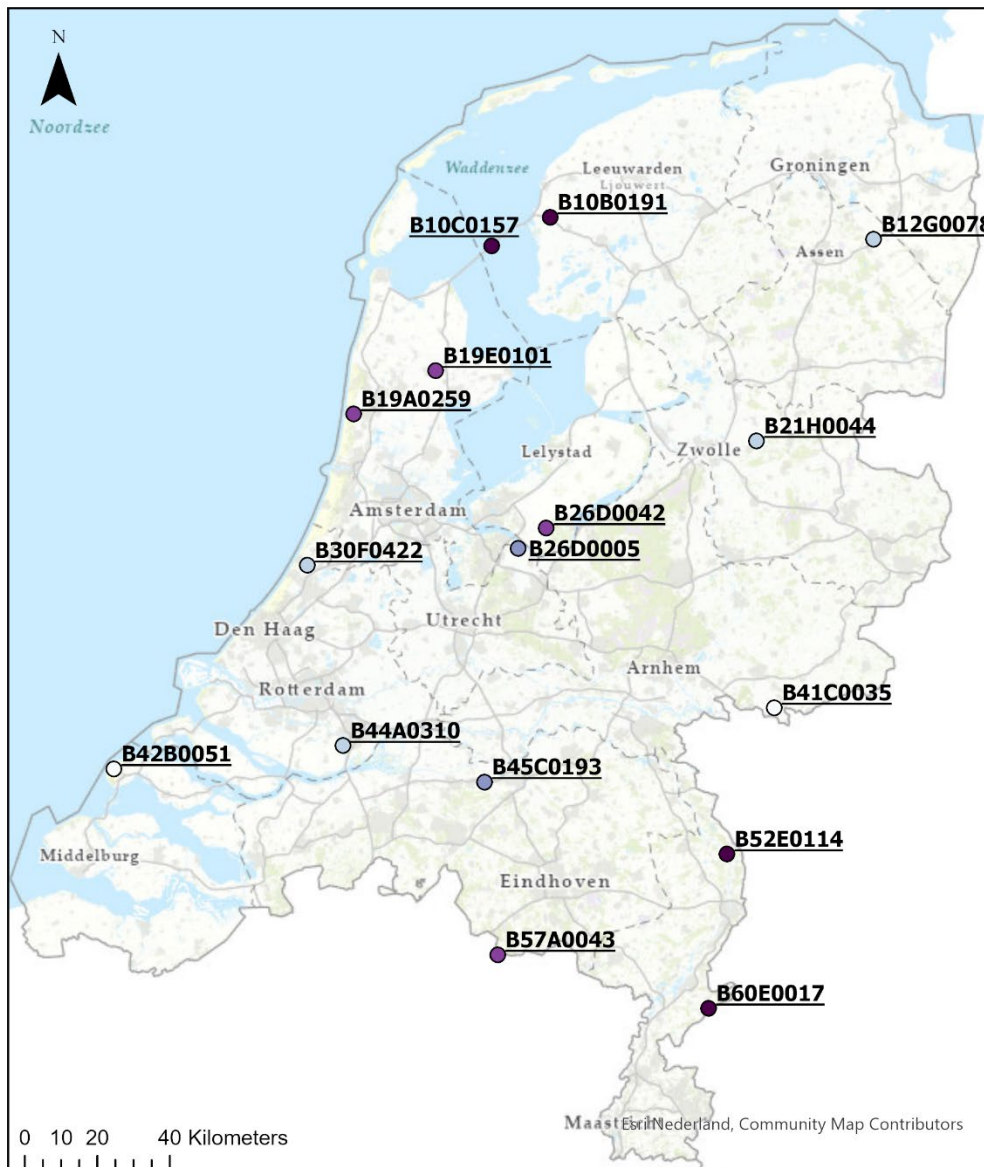 N
Noordzee
Waddenzee
Leeuwarden
Ljouwert
Groningen
B10B0191
B10C0157
B12G0078
Assen
B19E0101
B19A0259
B21H0044
Lelystad
Zwolle
Amsterdam
B26D0042
B26D0005
B30F0422
Utrecht
Den Haag
Arnhem
Rotterdam
B41C0035
B44A0310
B42B0051
B45C0193
B52E0114
Middelburg
Eindhoven
B57A0043
B60E0017
Maastricht
Esri Nederland, Community Map Contributors
0 10 20 40 Kilometers